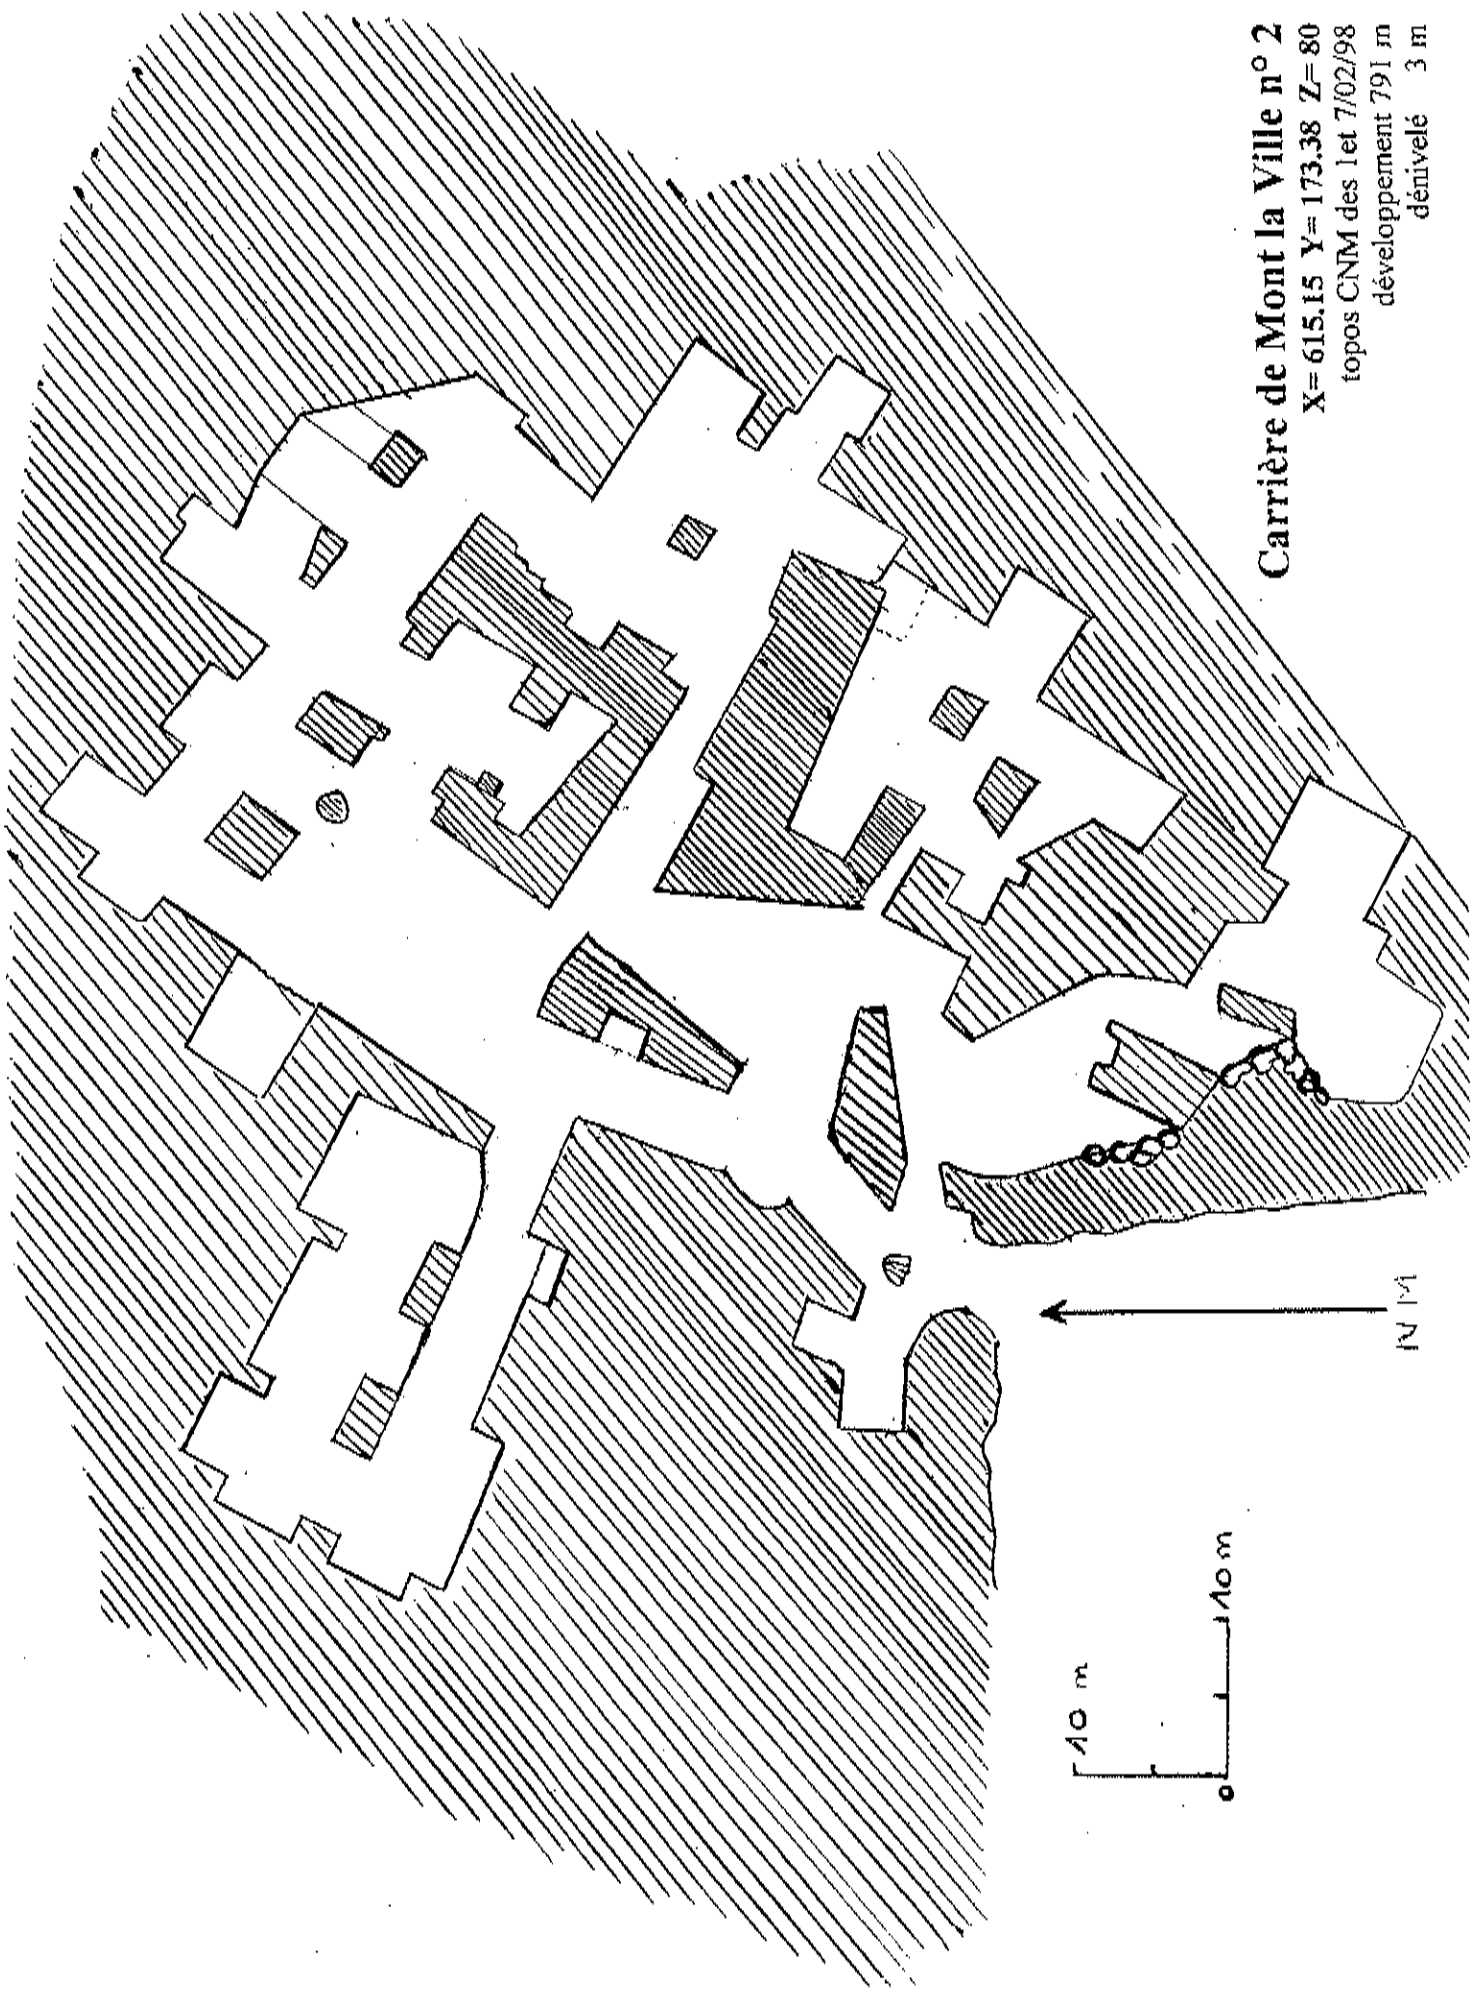 Carrière de Mont la Ville n° 2
X= 615.15 Y= 173.38 Z= 80
topos CNM des 1et 7/02/98
développement 791 m
dénivelé 3 m
N M
10 m
0
10 m